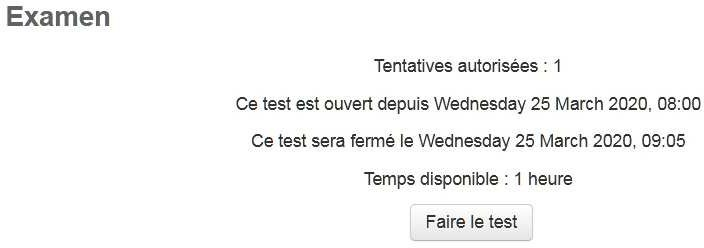 Examen
Tentatives autorisées : 1
Ce test est ouvert depuis Wednesday 25 March 2020, 08:00
Ce test sera fermé le Wednesday 25 March 2020, 09:05
Temps disponible : 1 heure
Faire le test